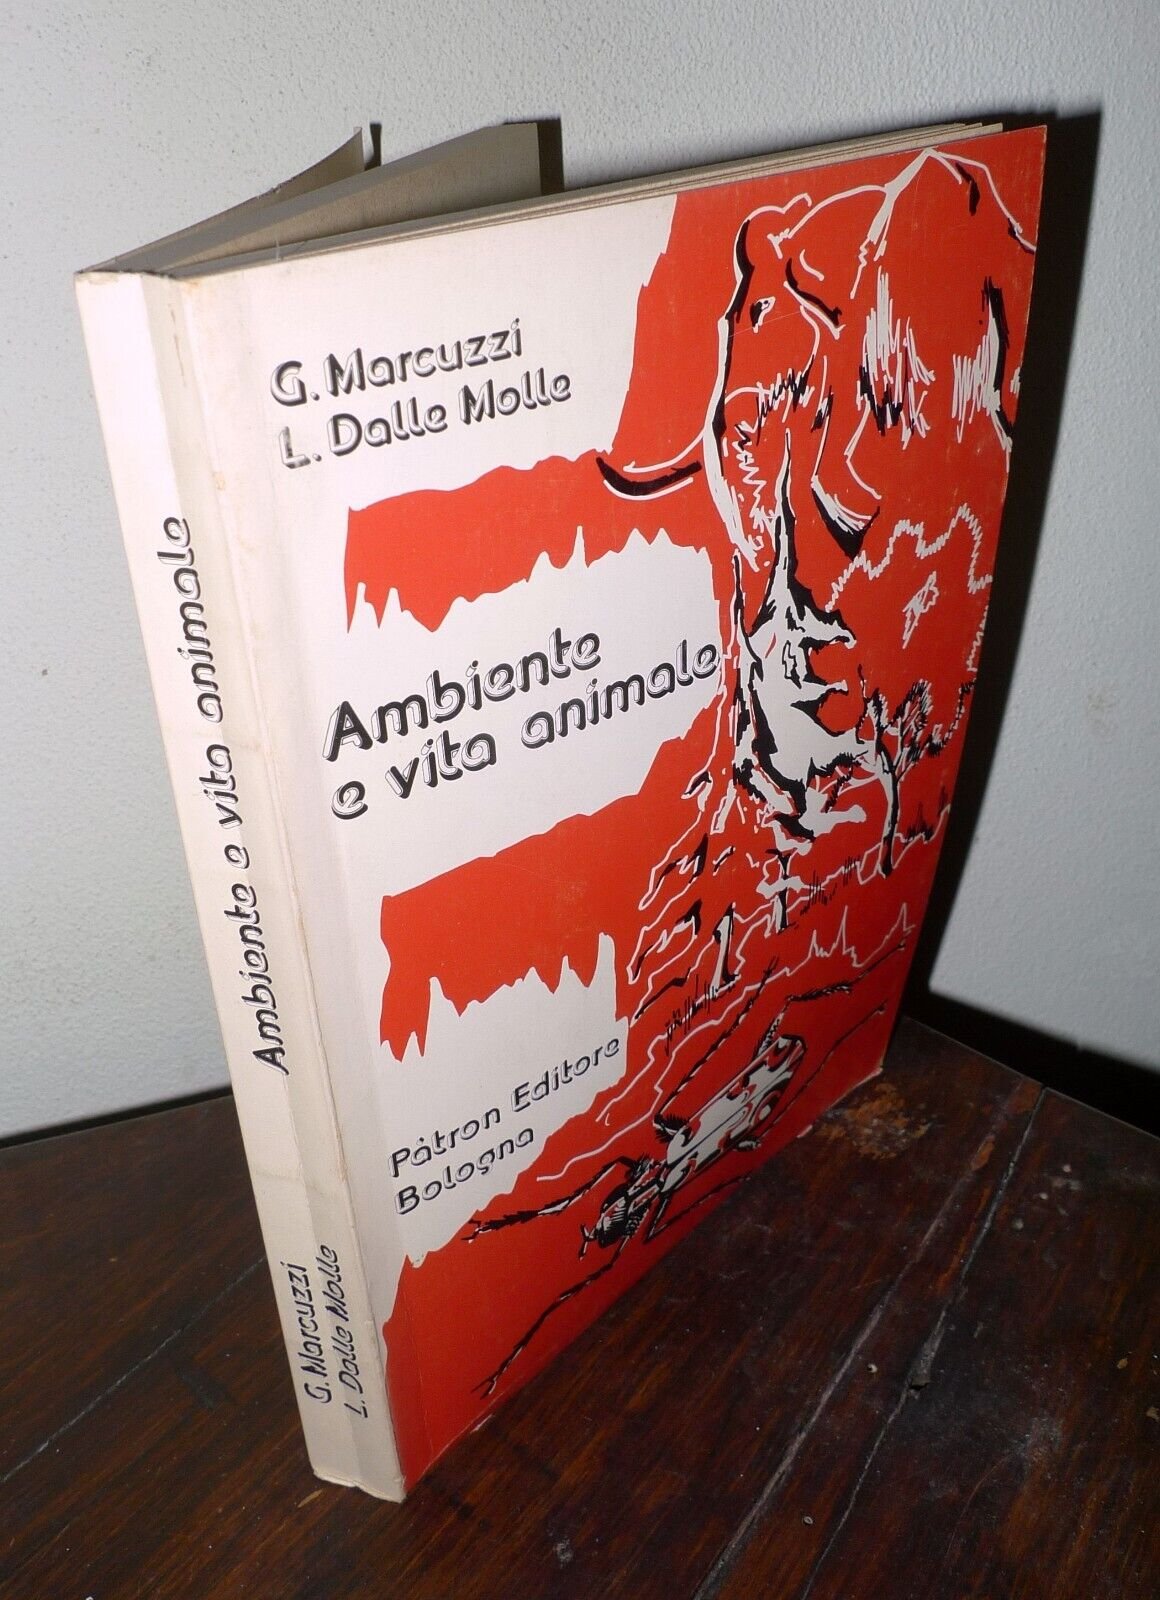 G. Marcuzzi
L. Dalle Molle
Ambiente
e vita animale
Pàtron Editore
Bologna
Ambiente e vita animale
G. Marcuzzi
L. Dalle Molle